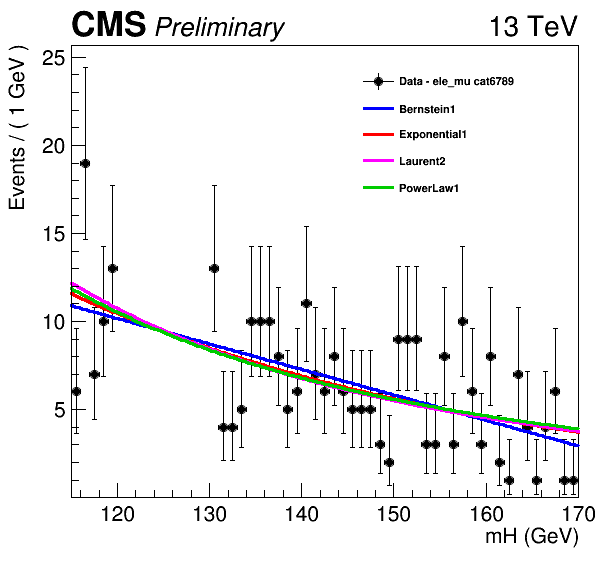 CMS Preliminary 13 TeV
Events / ( 1 GeV )
25
20
15
10
5
Data - ele_mu cat6789
Bernstein1
Exponential1
Laurent2
PowerLaw1
120 130 140 150 160 170
mH (GeV)